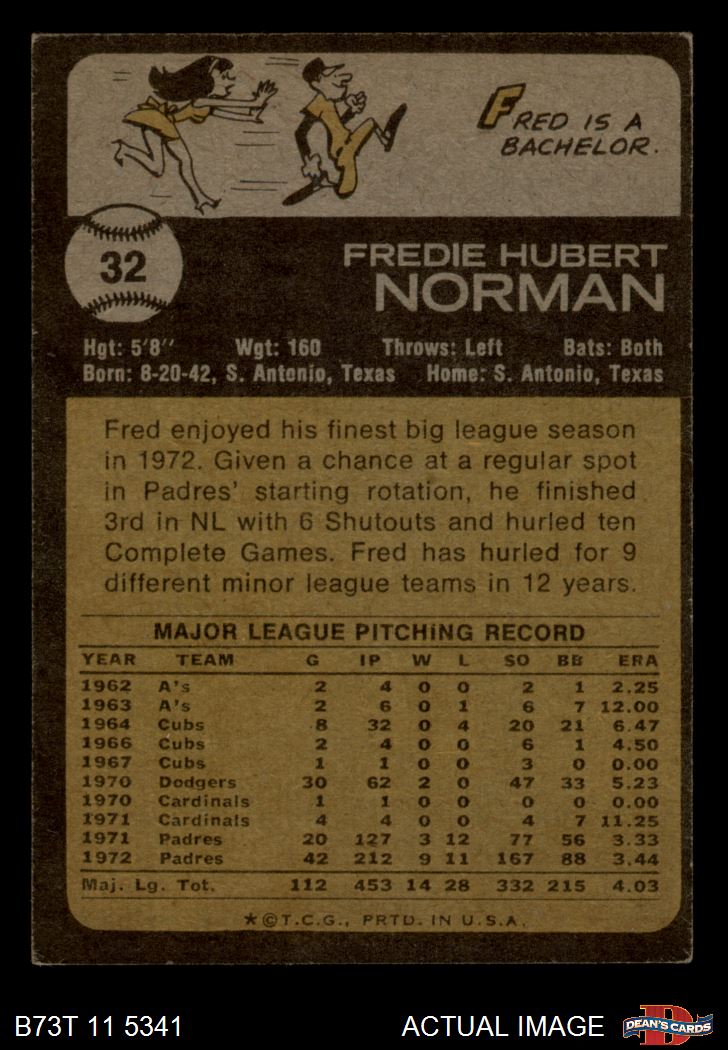 FRED IS A
BACHELOR.
32
FREDIE HUBERT
NORMAN
Hgt: 5'8'' Wgt: 160 Throws: Left Bats: Both
Born: 8-20-42, S. Antonio, Texas Home: S. Antonio, Texas
Fred enjoyed his finest big league season
in 1972. Given a chance at a regular spot
in Padres' starting rotation, he finished
3rd in NL with 6 Shutouts and hurled ten
Complete Games. Fred has hurled for 9
different minor league teams in 12 years.
MAJOR LEAGUE PITCHING RECORD
YEAR TEAM G IP W L SO BB ERA
1962 A's 2 4 0 0 2 1 2.25
1963 A's 2 6 0 1 6 7 12.00
1964 Cubs 8 32 0 4 20 21 6.47
1966 Cubs 2 4 0 0 6 1 4.50
1967 Cubs 1 1 0 0 3 0 0.00
1970 Dodgers 30 62 2 0 47 33 5.23
1970 Cardinals 1 1 0 0 0 0 0.00
1971 Cardinals 4 4 0 0 4 7 11.25
1971 Padres 20 127 3 12 77 56 3.33
1972 Padres 42 212 9 11 167 88 3.44
Maj. Lg. Tot. 112 453 14 28 332 215 4.03
★©T.C.G., PRTD. IN U.S.A.
B73T 11 5341 ACTUAL IMAGE D DEAN'S CARDS